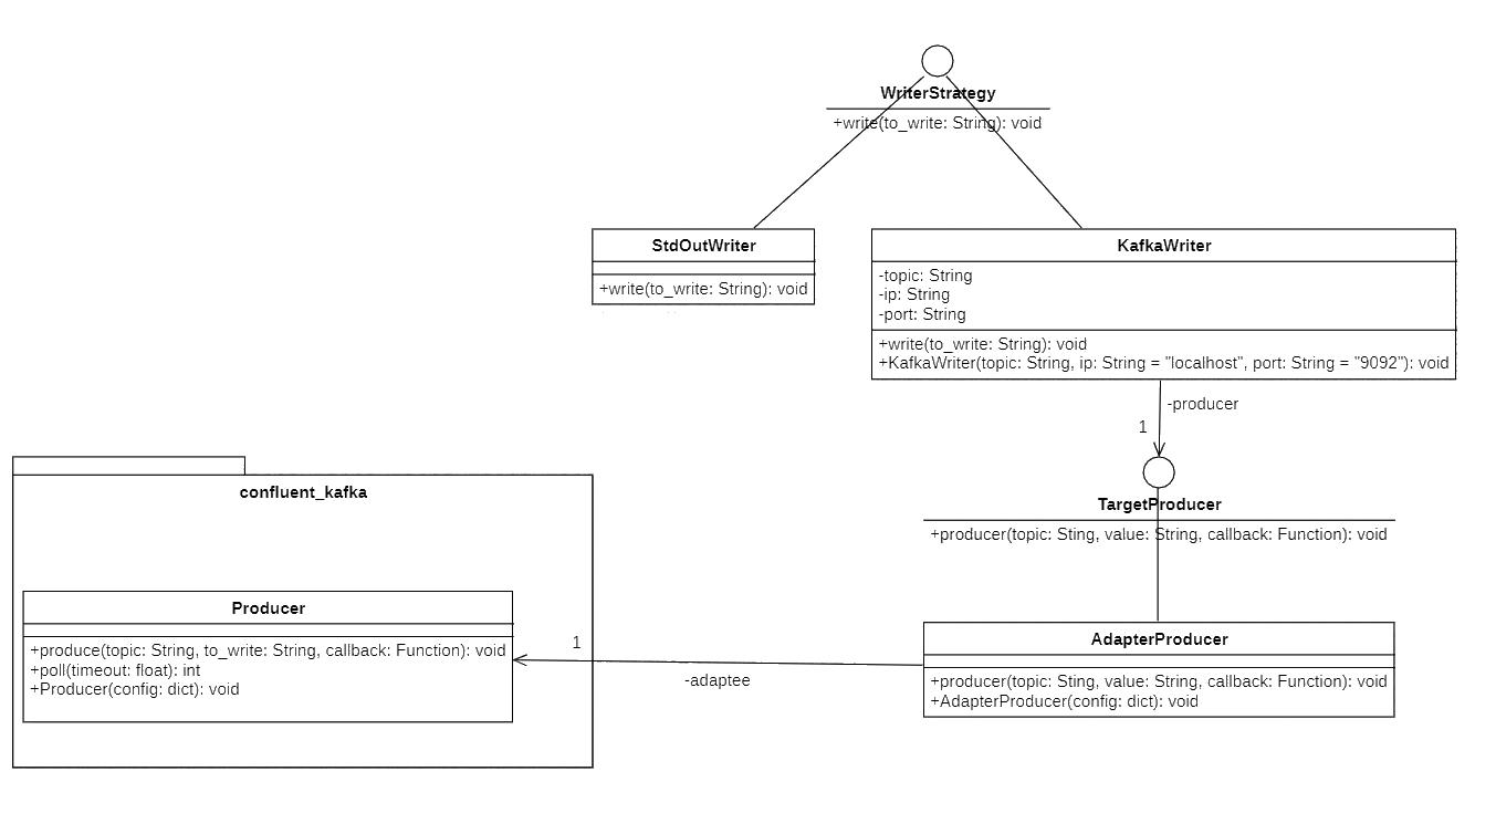 WriterStrategy
+write(to_write: String): void
StdOutWriter
+write(to_write: String): void
KafkaWriter
-topic: String
-ip: String
-port: String
+write(to_write: String): void
+KafkaWriter(topic: String, ip: String = "localhost", port: String = "9092"): void
-producer
1
TargetProducer
+producer(topic: Sting, value: String, callback: Function): void
confluent_kafka
Producer
+produce(topic: String, to_write: String, callback: Function): void
+poll(timeout: float): int
+Producer(config: dict): void
1
-adaptee
AdapterProducer
+producer(topic: Sting, value: String, callback: Function): void
+AdapterProducer(config: dict): void